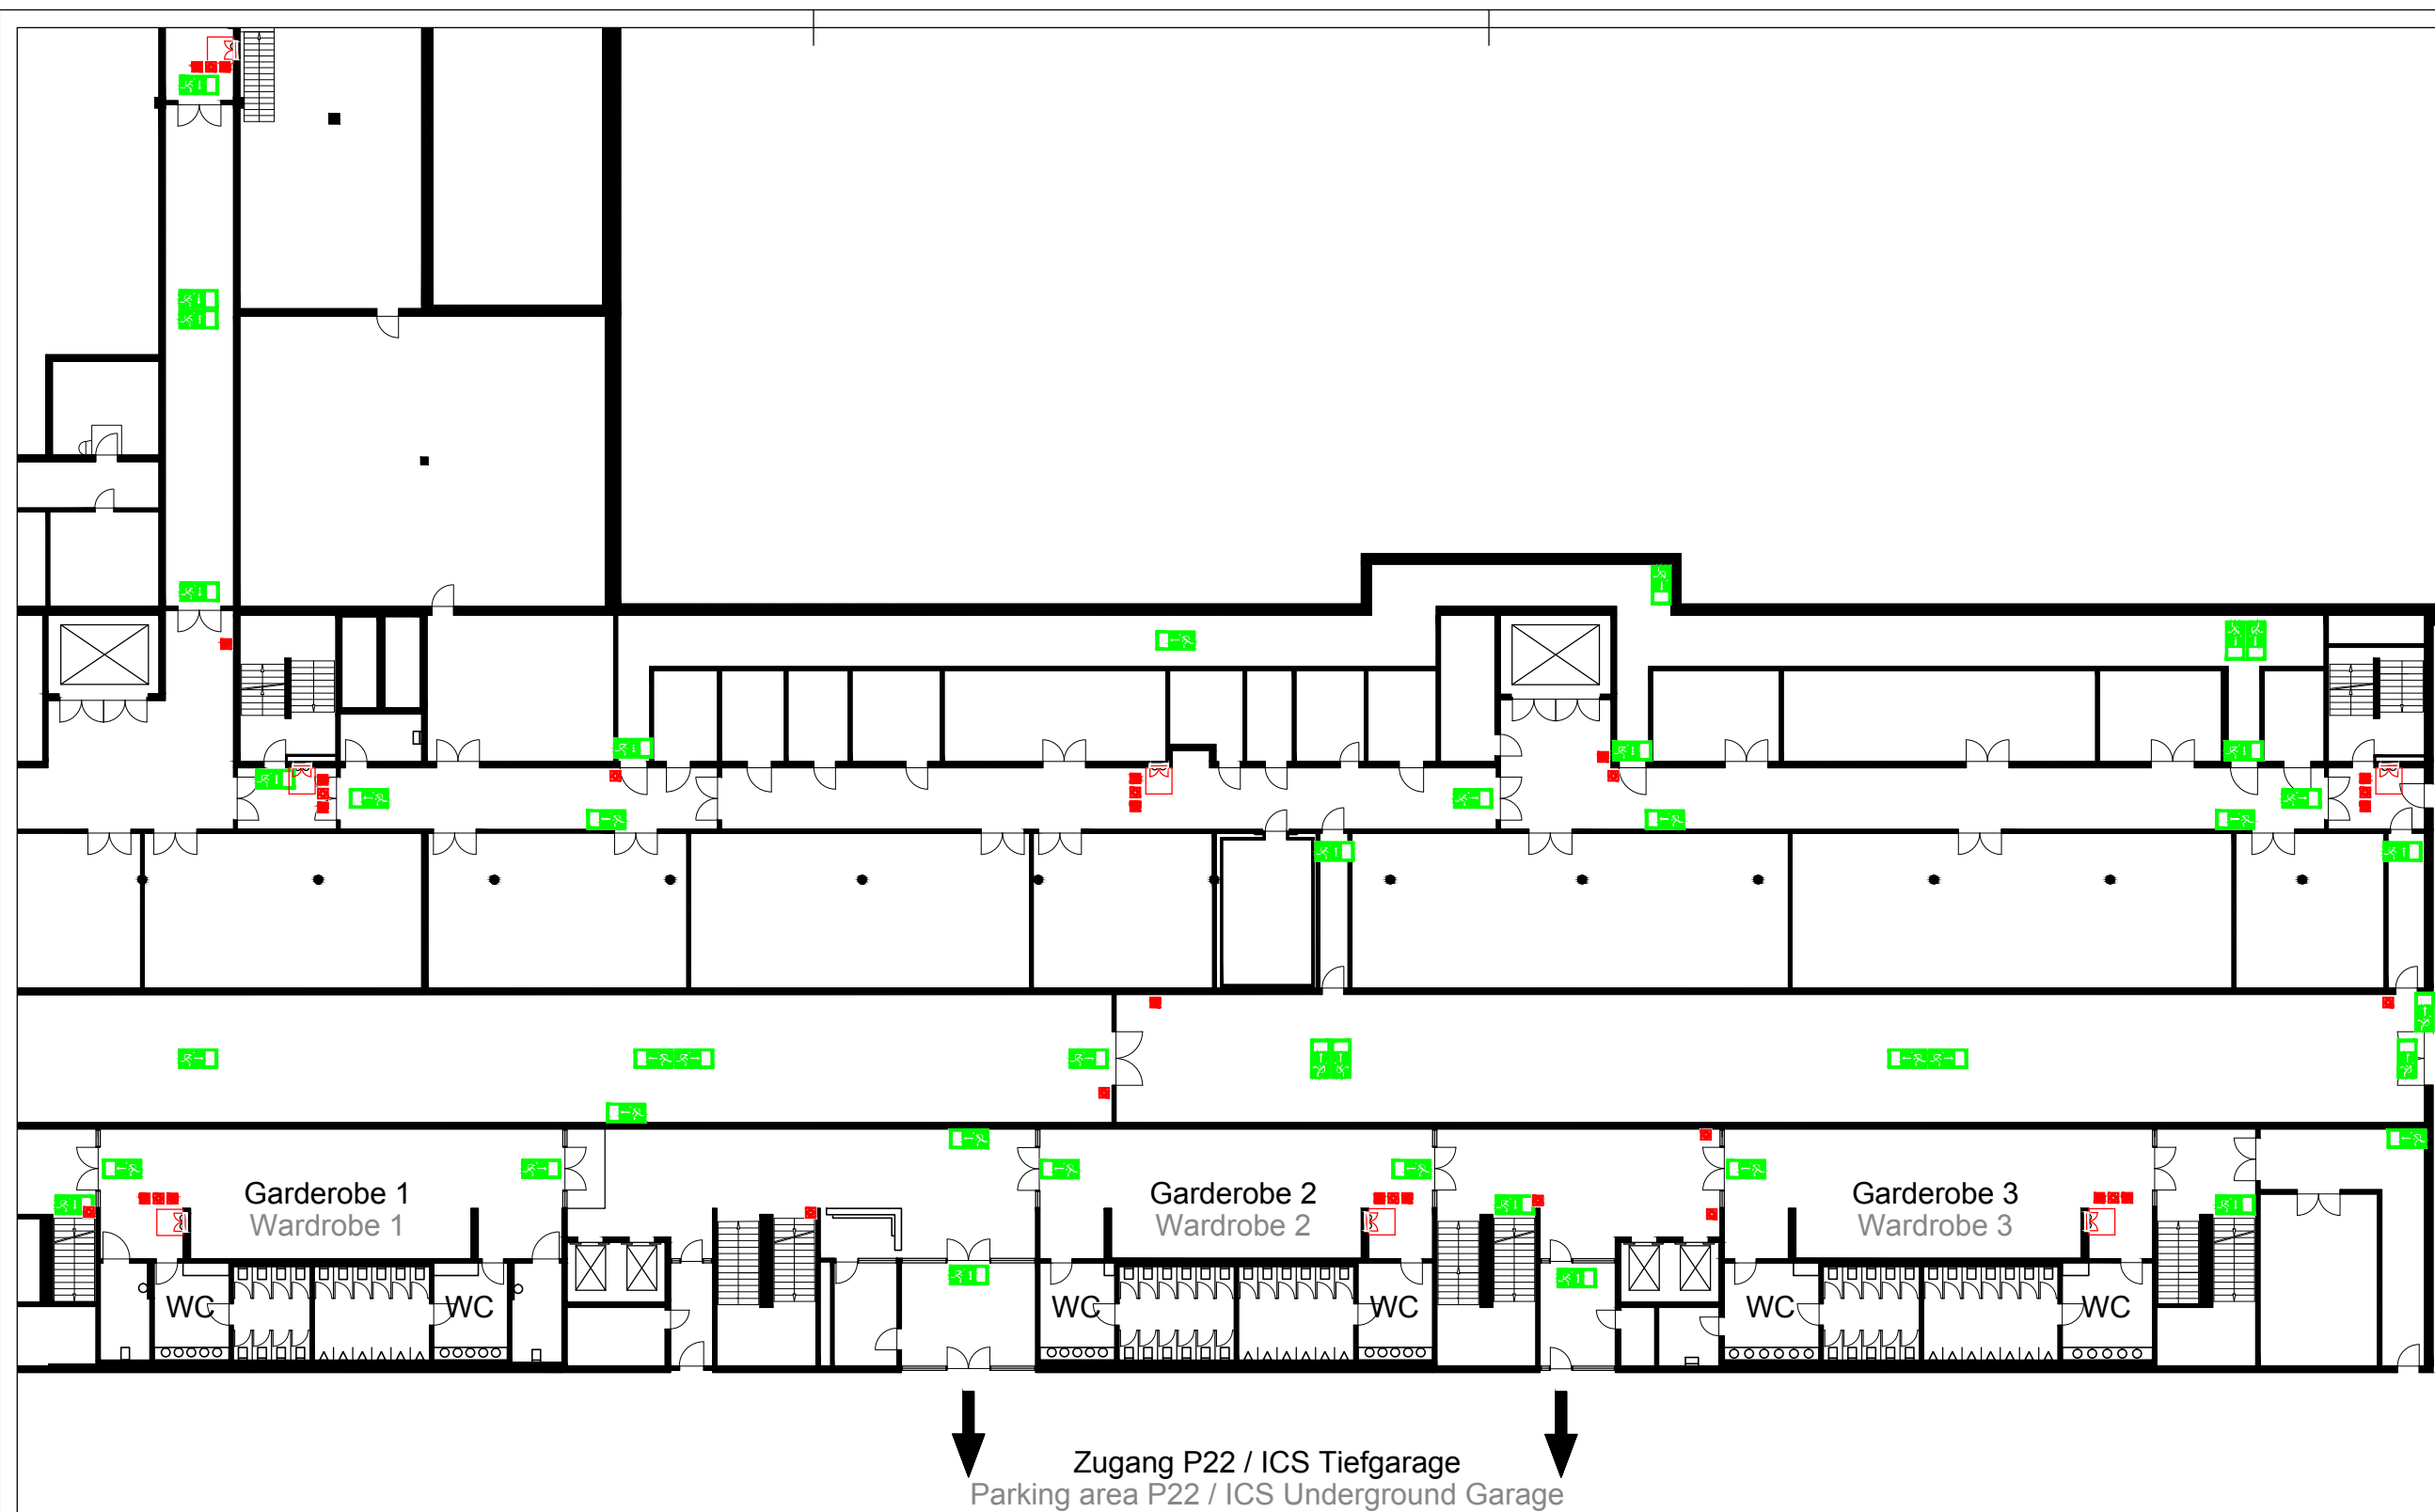 Garderobe 1
Wardrobe 1
Garderobe 2
Wardrobe 2
Garderobe 3
Wardrobe 3
WC
WC
WC
WC
WC
WC
Zugang P22 / ICS Tiefgarage
Parking area P22 / ICS Underground Garage